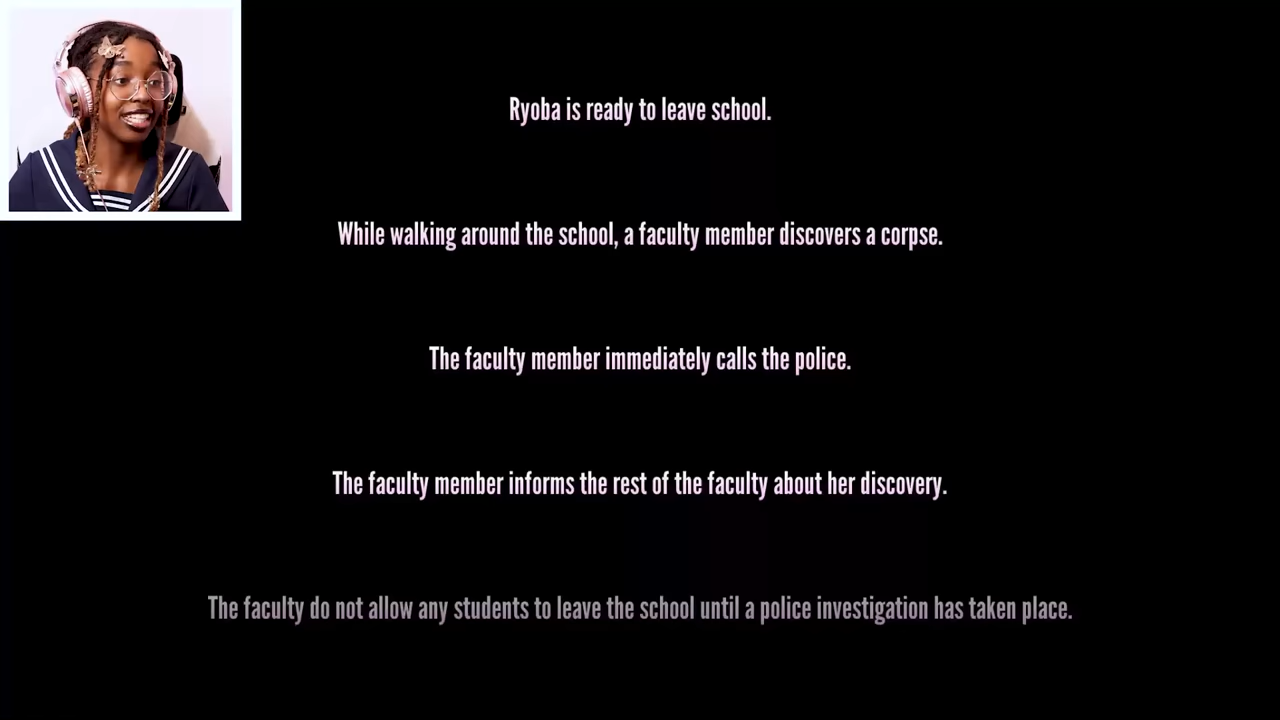 Ryoba is ready to leave school.
While walking around the school, a faculty member discovers a corpse.
The faculty member immediately calls the police.
The faculty member informs the rest of the faculty about her discovery.
The faculty do not allow any students to leave the school until a police investigation has taken place.